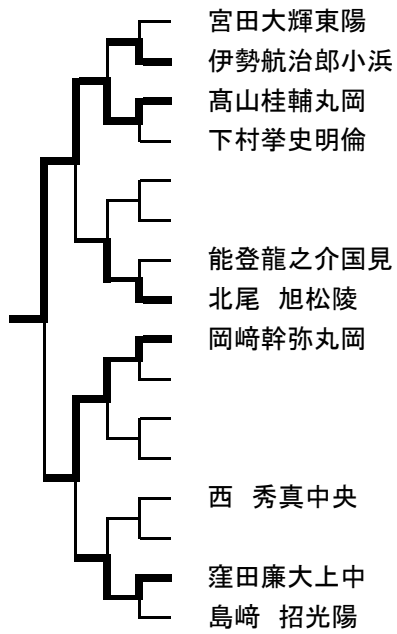 宮田大輝東陽
伊勢航治郎小浜
髙山桂輔丸岡
下村挙史明倫
能登龍之介国見
北尾 旭松陵
岡﨑幹弥丸岡
西 秀真中央
窪田廉大上中
島﨑 招光陽